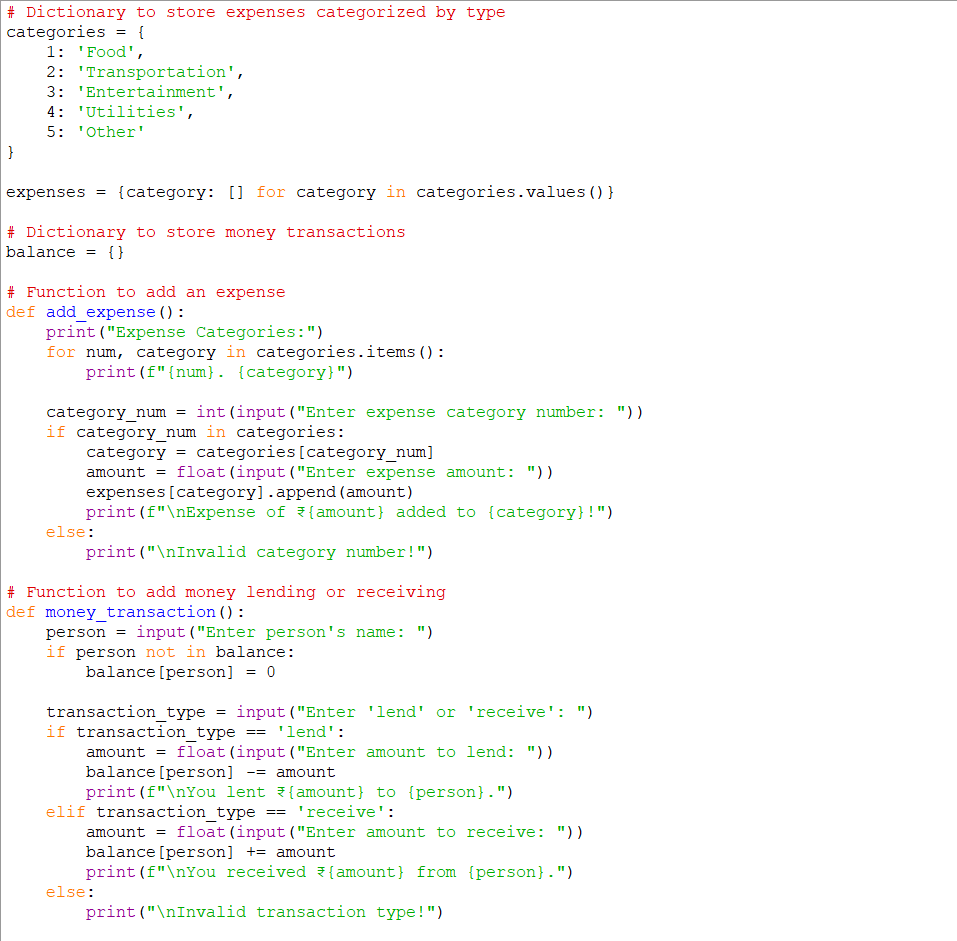 # Dictionary to store expenses categorized by type
categories = {
    1: 'Food',
    2: 'Transportation',
    3: 'Entertainment',
    4: 'Utilities',
    5: 'Other'
}

expenses = {category: [] for category in categories.values()}

# Dictionary to store money transactions
balance = {}

# Function to add an expense
def add_expense():
    print("Expense Categories:")
    for num, category in categories.items():
        print(f"{num}. {category}")

    category_num = int(input("Enter expense category number: "))
    if category_num in categories:
        category = categories[category_num]
        amount = float(input("Enter expense amount: "))
        expenses[category].append(amount)
        print(f"\nExpense of ₹{amount} added to {category}!")
    else:
        print("\nInvalid category number!")

# Function to add money lending or receiving
def money_transaction():
    person = input("Enter person's name: ")
    if person not in balance:
        balance[person] = 0

    transaction_type = input("Enter 'lend' or 'receive': ")
    if transaction_type == 'lend':
        amount = float(input("Enter amount to lend: "))
        balance[person] -= amount
        print(f"\nYou lent ₹{amount} to {person}.")
    elif transaction_type == 'receive':
        amount = float(input("Enter amount to receive: "))
        balance[person] += amount
        print(f"\nYou received ₹{amount} from {person}.")
    else:
        print("\nInvalid transaction type!")